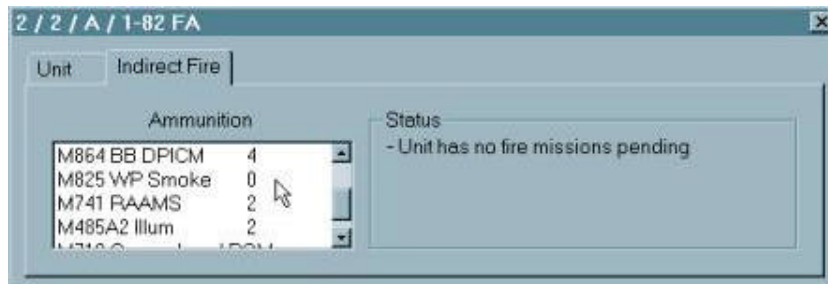 2 / 2 / A / 1-82 FA
Unit
Indirect Fire
Ammunition
M864 BB DPICM 4
M825 WP Smoke 0
M741 RAAMS 2
M485A2 Illum 2
Status
- Unit has no fire missions pending